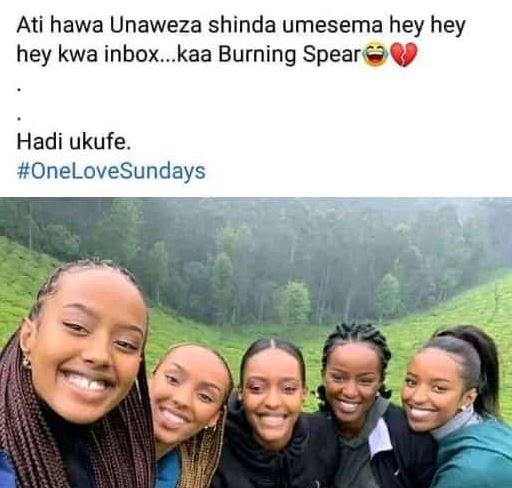 Ati hawa Unaweza shinda umesema hey hey
hey kwa inbox...kaa Burning Spear😂💔
.
.
Hadi ukufe.
#OneLoveSundays